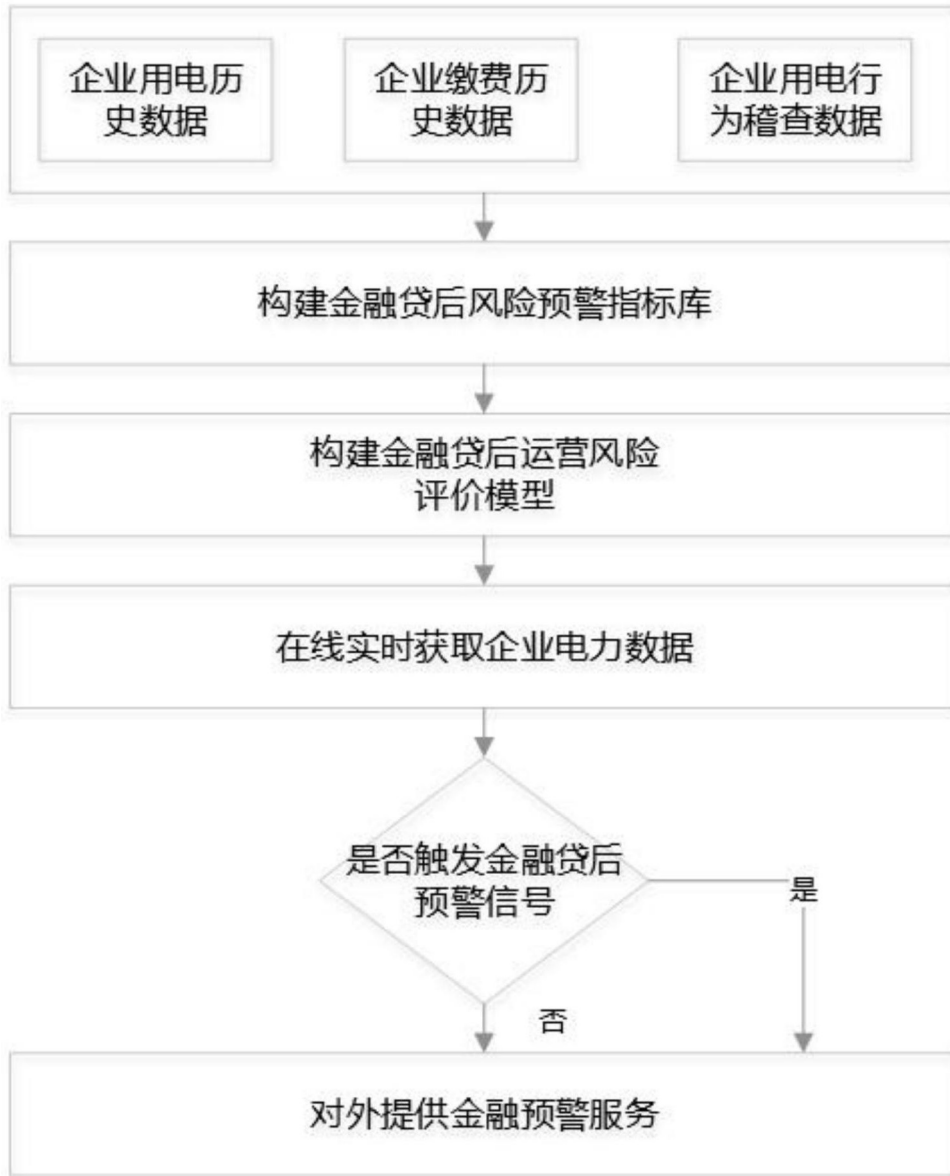 企业用电历
史数据
企业缴费历
史数据
企业用电行
为稽查数据
构建金融贷后风险预警指标库
构建金融贷后运营风险
评价模型
在线实时获取企业电力数据
是否触发金融贷后
预警信号
是
否
对外提供金融预警服务